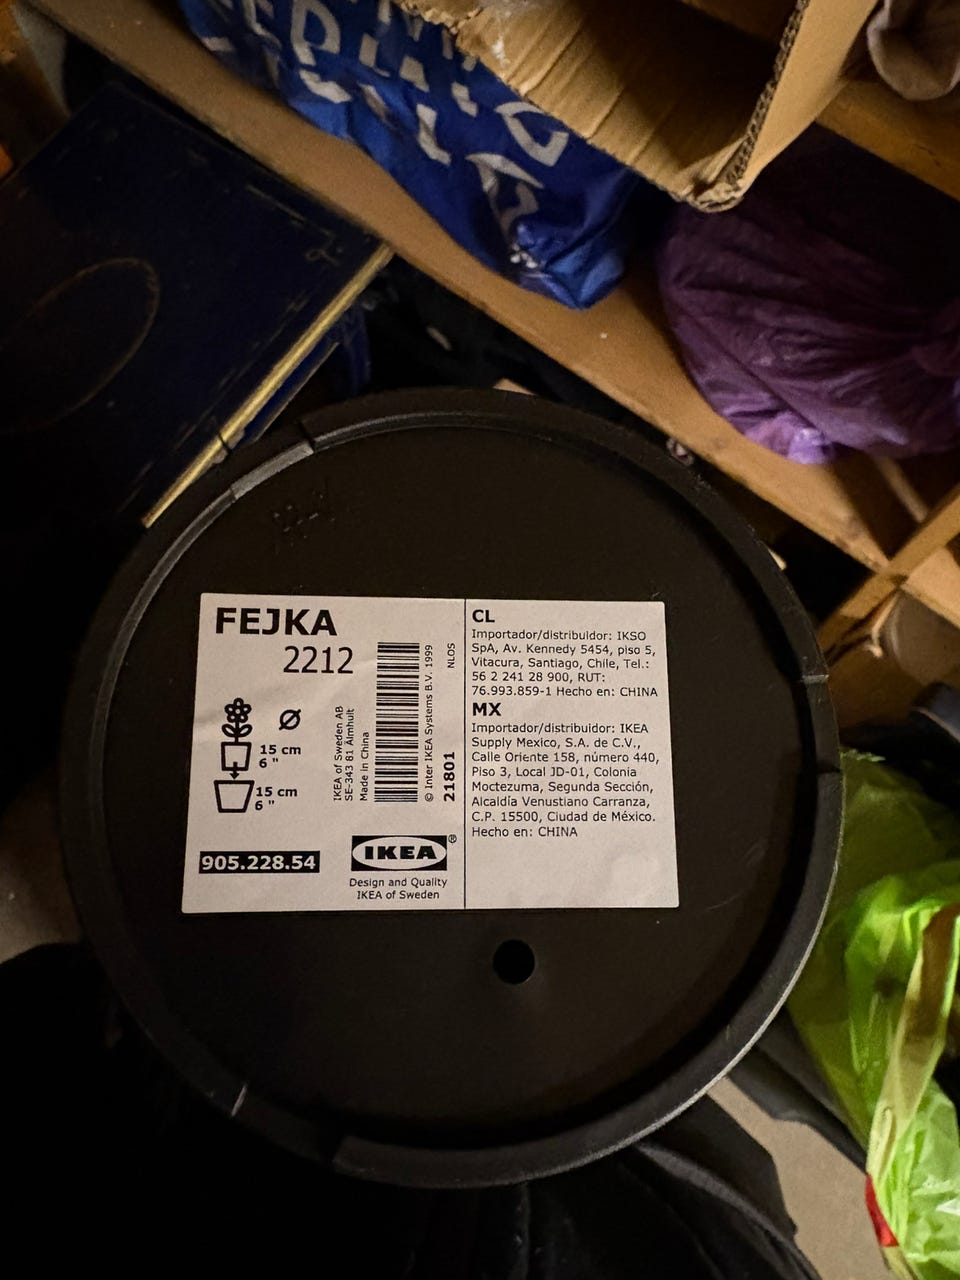 FEJKA
2212
Ø
15 cm
6 "
15 cm
6 "
IKEA of Sweden AB
SE-343 81 Älmhult
Made in China
© Inter IKEA Systems B.V. 1999
21801
NLOS
905.228.54
IKEA®
Design and Quality
IKEA of Sweden
CL
Importador/distribuidor: IKSO
SpA, Av. Kennedy 5454, piso 5,
Vitacura, Santiago, Chile, Tel.:
56 2 241 28 900, RUT:
76.993.859-1 Hecho en: CHINA
MX
Importador/distribuidor: IKEA
Supply Mexico, S.A. de C.V.,
Calle Oriente 158, número 440,
Piso 3, Local JD-01, Colonia
Moctezuma, Segunda Sección,
Alcaldía Venustiano Carranza,
C.P. 15500, Ciudad de México.
Hecho en: CHINA